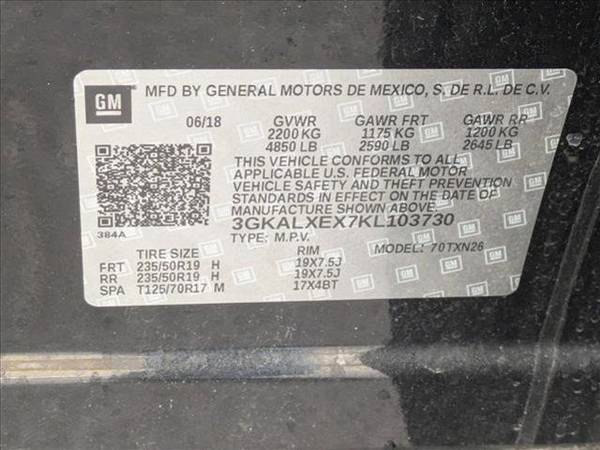 GM MFD BY GENERAL MOTORS DE MEXICO, S. DE R.L. DE C.V.
06/18 GVWR GAWR FRT GAWR RR
2200 KG 1175 KG 1200 KG
4850 LB 2590 LB 2645 LB
THIS VEHICLE CONFORMS TO ALL
APPLICABLE U.S. FEDERAL MOTOR
VEHICLE SAFETY AND THEFT PREVENTION
STANDARDS IN EFFECT ON THE DATE OF
MANUFACTURE SHOWN ABOVE.
384A 3GKALXEX7KL103730
TYPE: M.P.V. MODEL: 70TXN26
TIRE SIZE RIM
FRT 235/50R19 H 19X7.5J
RR 235/50R19 H 19X7.5J
SPA T125/70R17 M 17X4BT